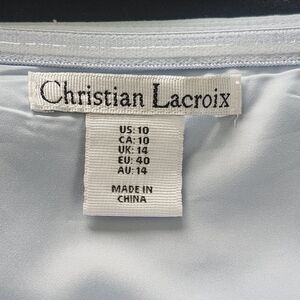 Christian Lacroix
US: 10
CA: 10
UK: 14
EU: 40
AU: 14
MADE IN
CHINA